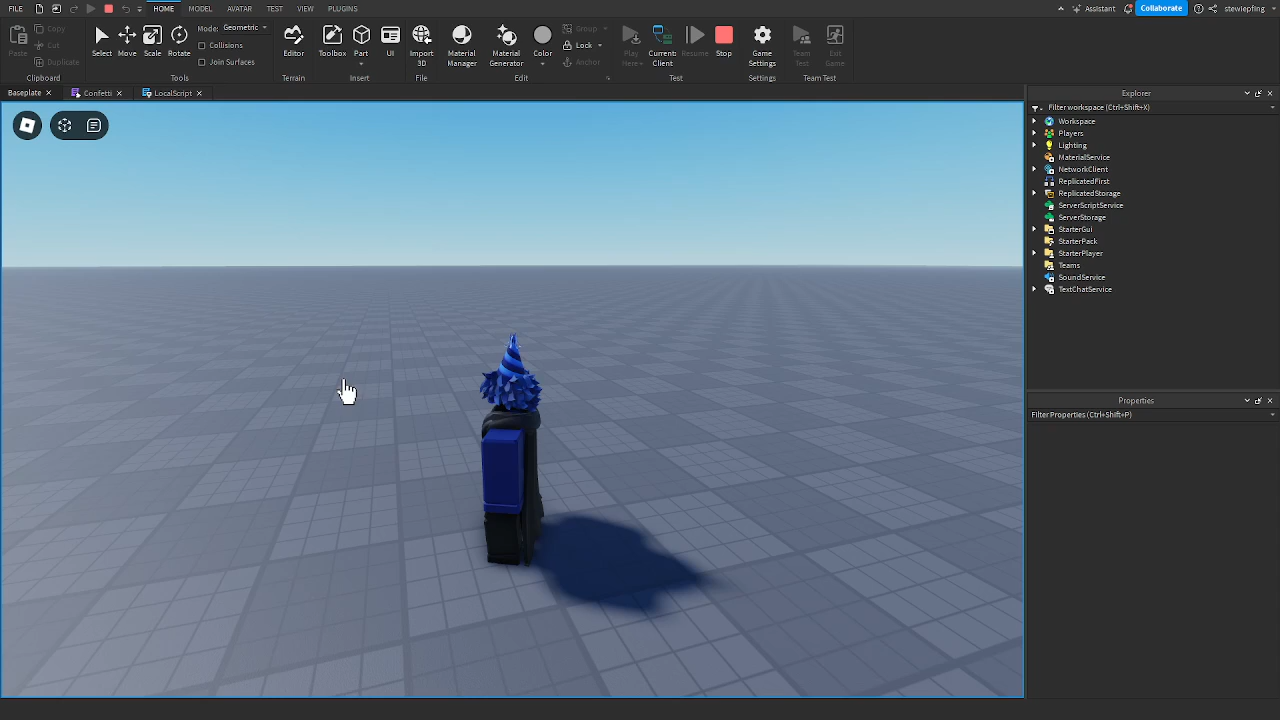 FILE HOME MODEL AVATAR TEST VIEW PLUGINS Assistant Collaborate stewiefing
Paste Copy Cut Duplicate Clipboard
Select Move Scale Rotate Mode: Geometric Collisions Join Surfaces Tools
Editor Terrain
Toolbox Part UI Insert
Import 3D File
Material Manager Material Generator Color Group Lock Anchor Edit
Play Here Current: Client Resume Stop Test
Game Settings Settings
Team Test Exit Game Team Test
Baseplate Confetti LocalScript
Explorer
Filter workspace (Ctrl+Shift+X)
Workspace
Players
Lighting
MaterialService
NetworkClient
ReplicatedFirst
ReplicatedStorage
ServerScriptService
ServerStorage
StarterGui
StarterPack
StarterPlayer
Teams
SoundService
TextChatService
Properties
Filter Properties (Ctrl+Shift+P)